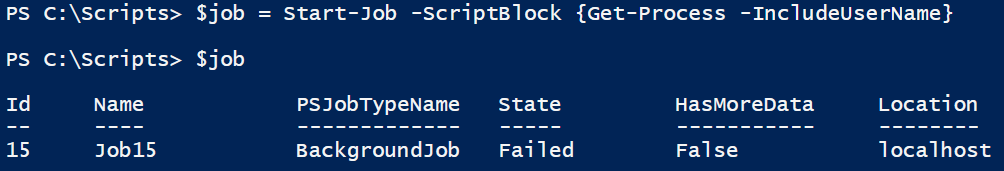 PS C:\Scripts> $job = Start-Job -ScriptBlock {Get-Process -IncludeUserName}
PS C:\Scripts> $job
Id     Name            PSJobTypeName   State         HasMoreData     Location
--     ----            -------------   -----         -----------     --------
15     Job15           BackgroundJob   Failed        False           localhost